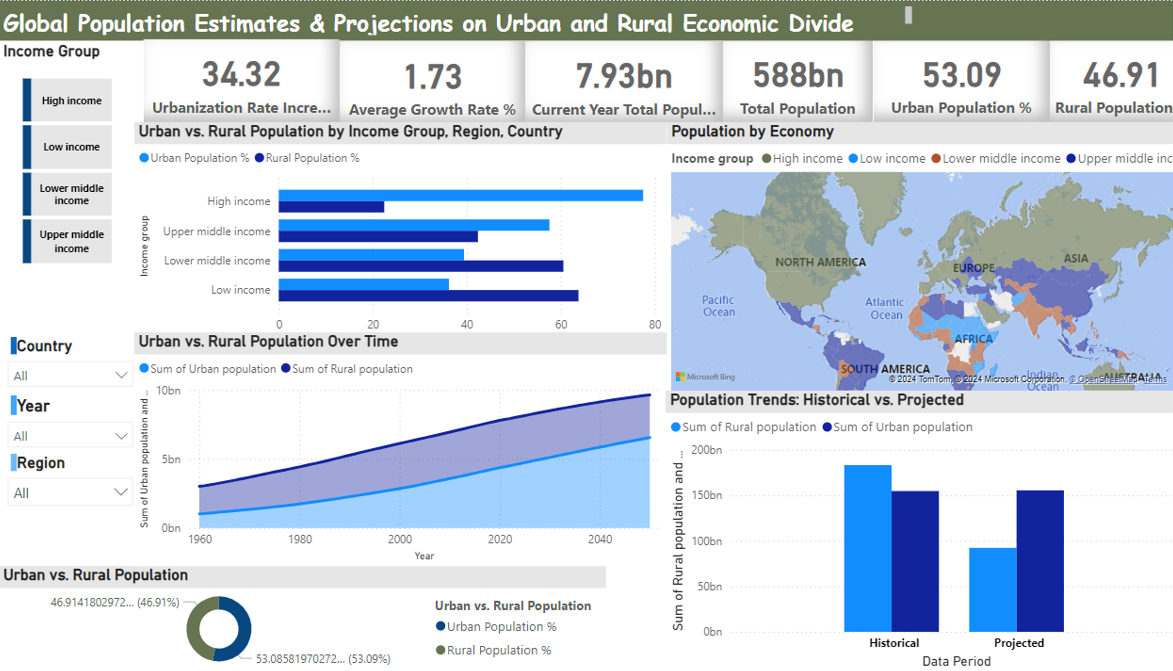 Global Population Estimates & Projections on Urban and Rural Economic Divide
Income Group
High income
Low income
Lower middle
income
Upper middle
income
34.32
Urbanization Rate Incre...
1.73
Average Growth Rate %
7.93bn
Current Year Total Popul...
588bn
Total Population
53.09
Urban Population %
46.91
Rural Population
Urban vs. Rural Population by Income Group, Region, Country
Urban Population %
Rural Population %
Income group
High income
Upper middle income
Lower middle income
Low income
0
20
40
60
80
Population by Economy
Income group
High income
Low income
Lower middle income
Upper middle inc
NORTH AMERICA
EUROPE
ASIA
Pacific
Ocean
Atlantic
Ocean
AFRICA
SOUTH AMERICA
Indian
Ocean
AUSTRALIA
Microsoft Bing
© 2024 TomTom, © 2024 Microsoft Corporation, © OpenStreetMap Terms
Country
All
Year
All
Region
All
Urban vs. Rural Population Over Time
Sum of Urban population
Sum of Rural population
Sum of Urban population and ...
10bn
5bn
0bn
1960
1980
2000
2020
2040
Year
Population Trends: Historical vs. Projected
Sum of Rural population
Sum of Urban population
Sum of Rural population and ...
200bn
150bn
100bn
50bn
0bn
Historical
Projected
Data Period
Urban vs. Rural Population
46.9141802972... (46.91%)
53.08581970272... (53.09%)
Urban vs. Rural Population
Urban Population %
Rural Population %